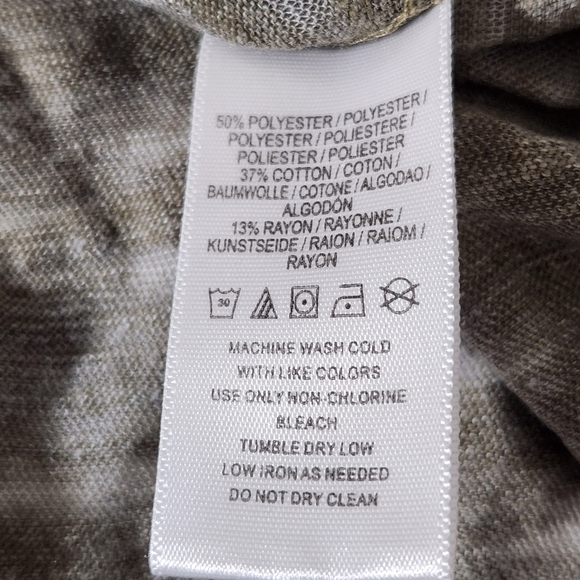 50% POLYESTER / POLYESTER /
POLYESTER / POLIESTERE /
POLIESTER / POLIESTER
37% COTTON / COTON /
BAUMWOLLE / COTONE / ALGODAO /
ALGODÓN
13% RAYON / RAYONNE /
KUNSTSEIDE / RAION / RAIOM /
RAYON
30
MACHINE WASH COLD
WITH LIKE COLORS
USE ONLY NON-CHLORINE
BLEACH
TUMBLE DRY LOW
LOW IRON AS NEEDED
DO NOT DRY CLEAN